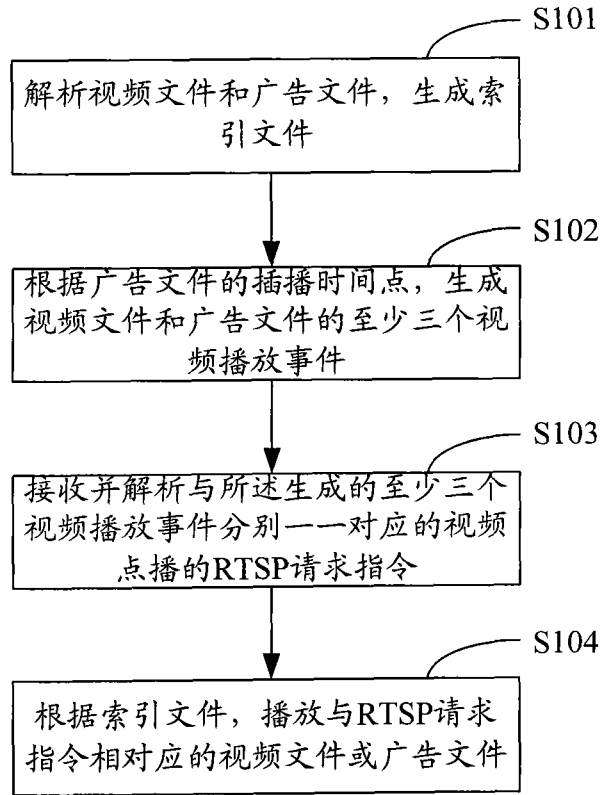 S101
解析视频文件和广告文件，生成索
引文件
S102
根据广告文件的插播时间点，生成
视频文件和广告文件的至少三个视
频播放事件
S103
接收并解析与所述生成的至少三个
视频播放事件分别一一对应的视频
点播的RTSP请求指令
S104
根据索引文件，播放与RTSP请求
指令相对应的视频文件或广告文件